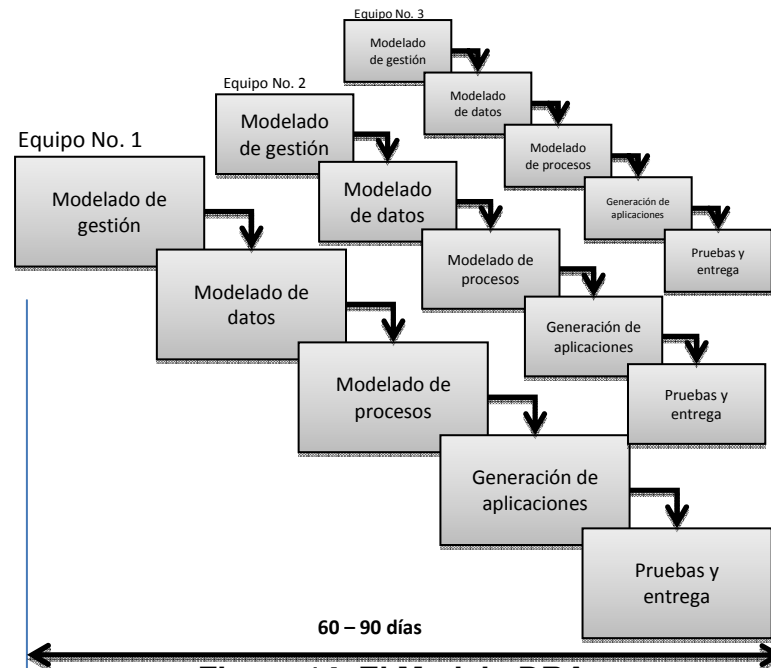 Equipo No. 3
Modelado
de gestión
Modelado
de datos
Modelado
de procesos
Generación de
aplicaciones
Pruebas y
entrega
Equipo No. 2
Modelado
de gestión
Modelado
de datos
Modelado de
procesos
Generación de
aplicaciones
Pruebas y
entrega
Equipo No. 1
Modelado de
gestión
Modelado de
datos
Modelado de
procesos
Generación de
aplicaciones
Pruebas y
entrega
60 – 90 días